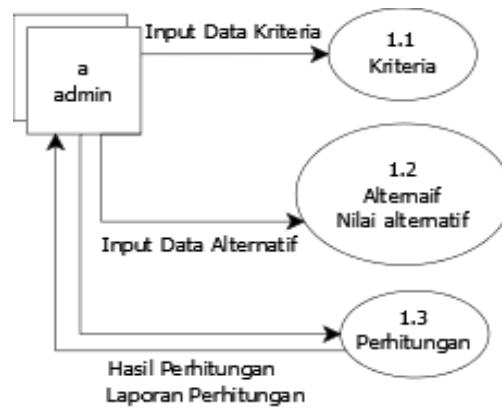 Input Data Kriteria
a
admin
1.1
Kriteria
1.2
Alternaif
Nilai alternatif
Input Data Alternatif
1.3
Perhitungan
Hasil Perhitungan
Laporan Perhitungan